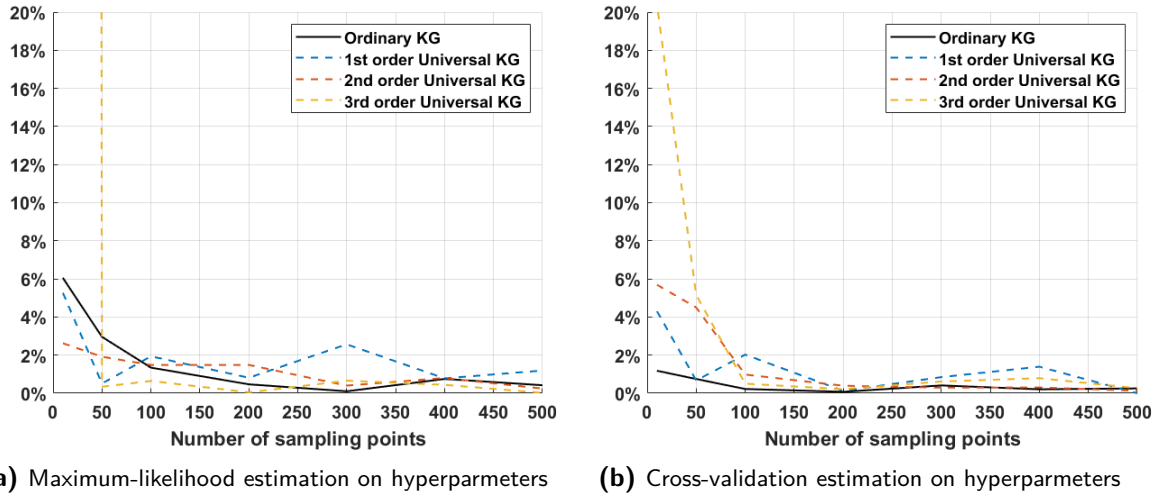 20%
18%
16%
14%
12%
10%
8%
6%
4%
2%
0%
0 50 100 150 200 250 300 350 400 450 500
Number of sampling points
Ordinary KG
1st order Universal KG
2nd order Universal KG
3rd order Universal KG
a) Maximum-likelihood estimation on hyperparmeters
20%
18%
16%
14%
12%
10%
8%
6%
4%
2%
0%
0 50 100 150 200 250 300 350 400 450 500
Number of sampling points
Ordinary KG
1st order Universal KG
2nd order Universal KG
3rd order Universal KG
(b) Cross-validation estimation on hyperparmeters